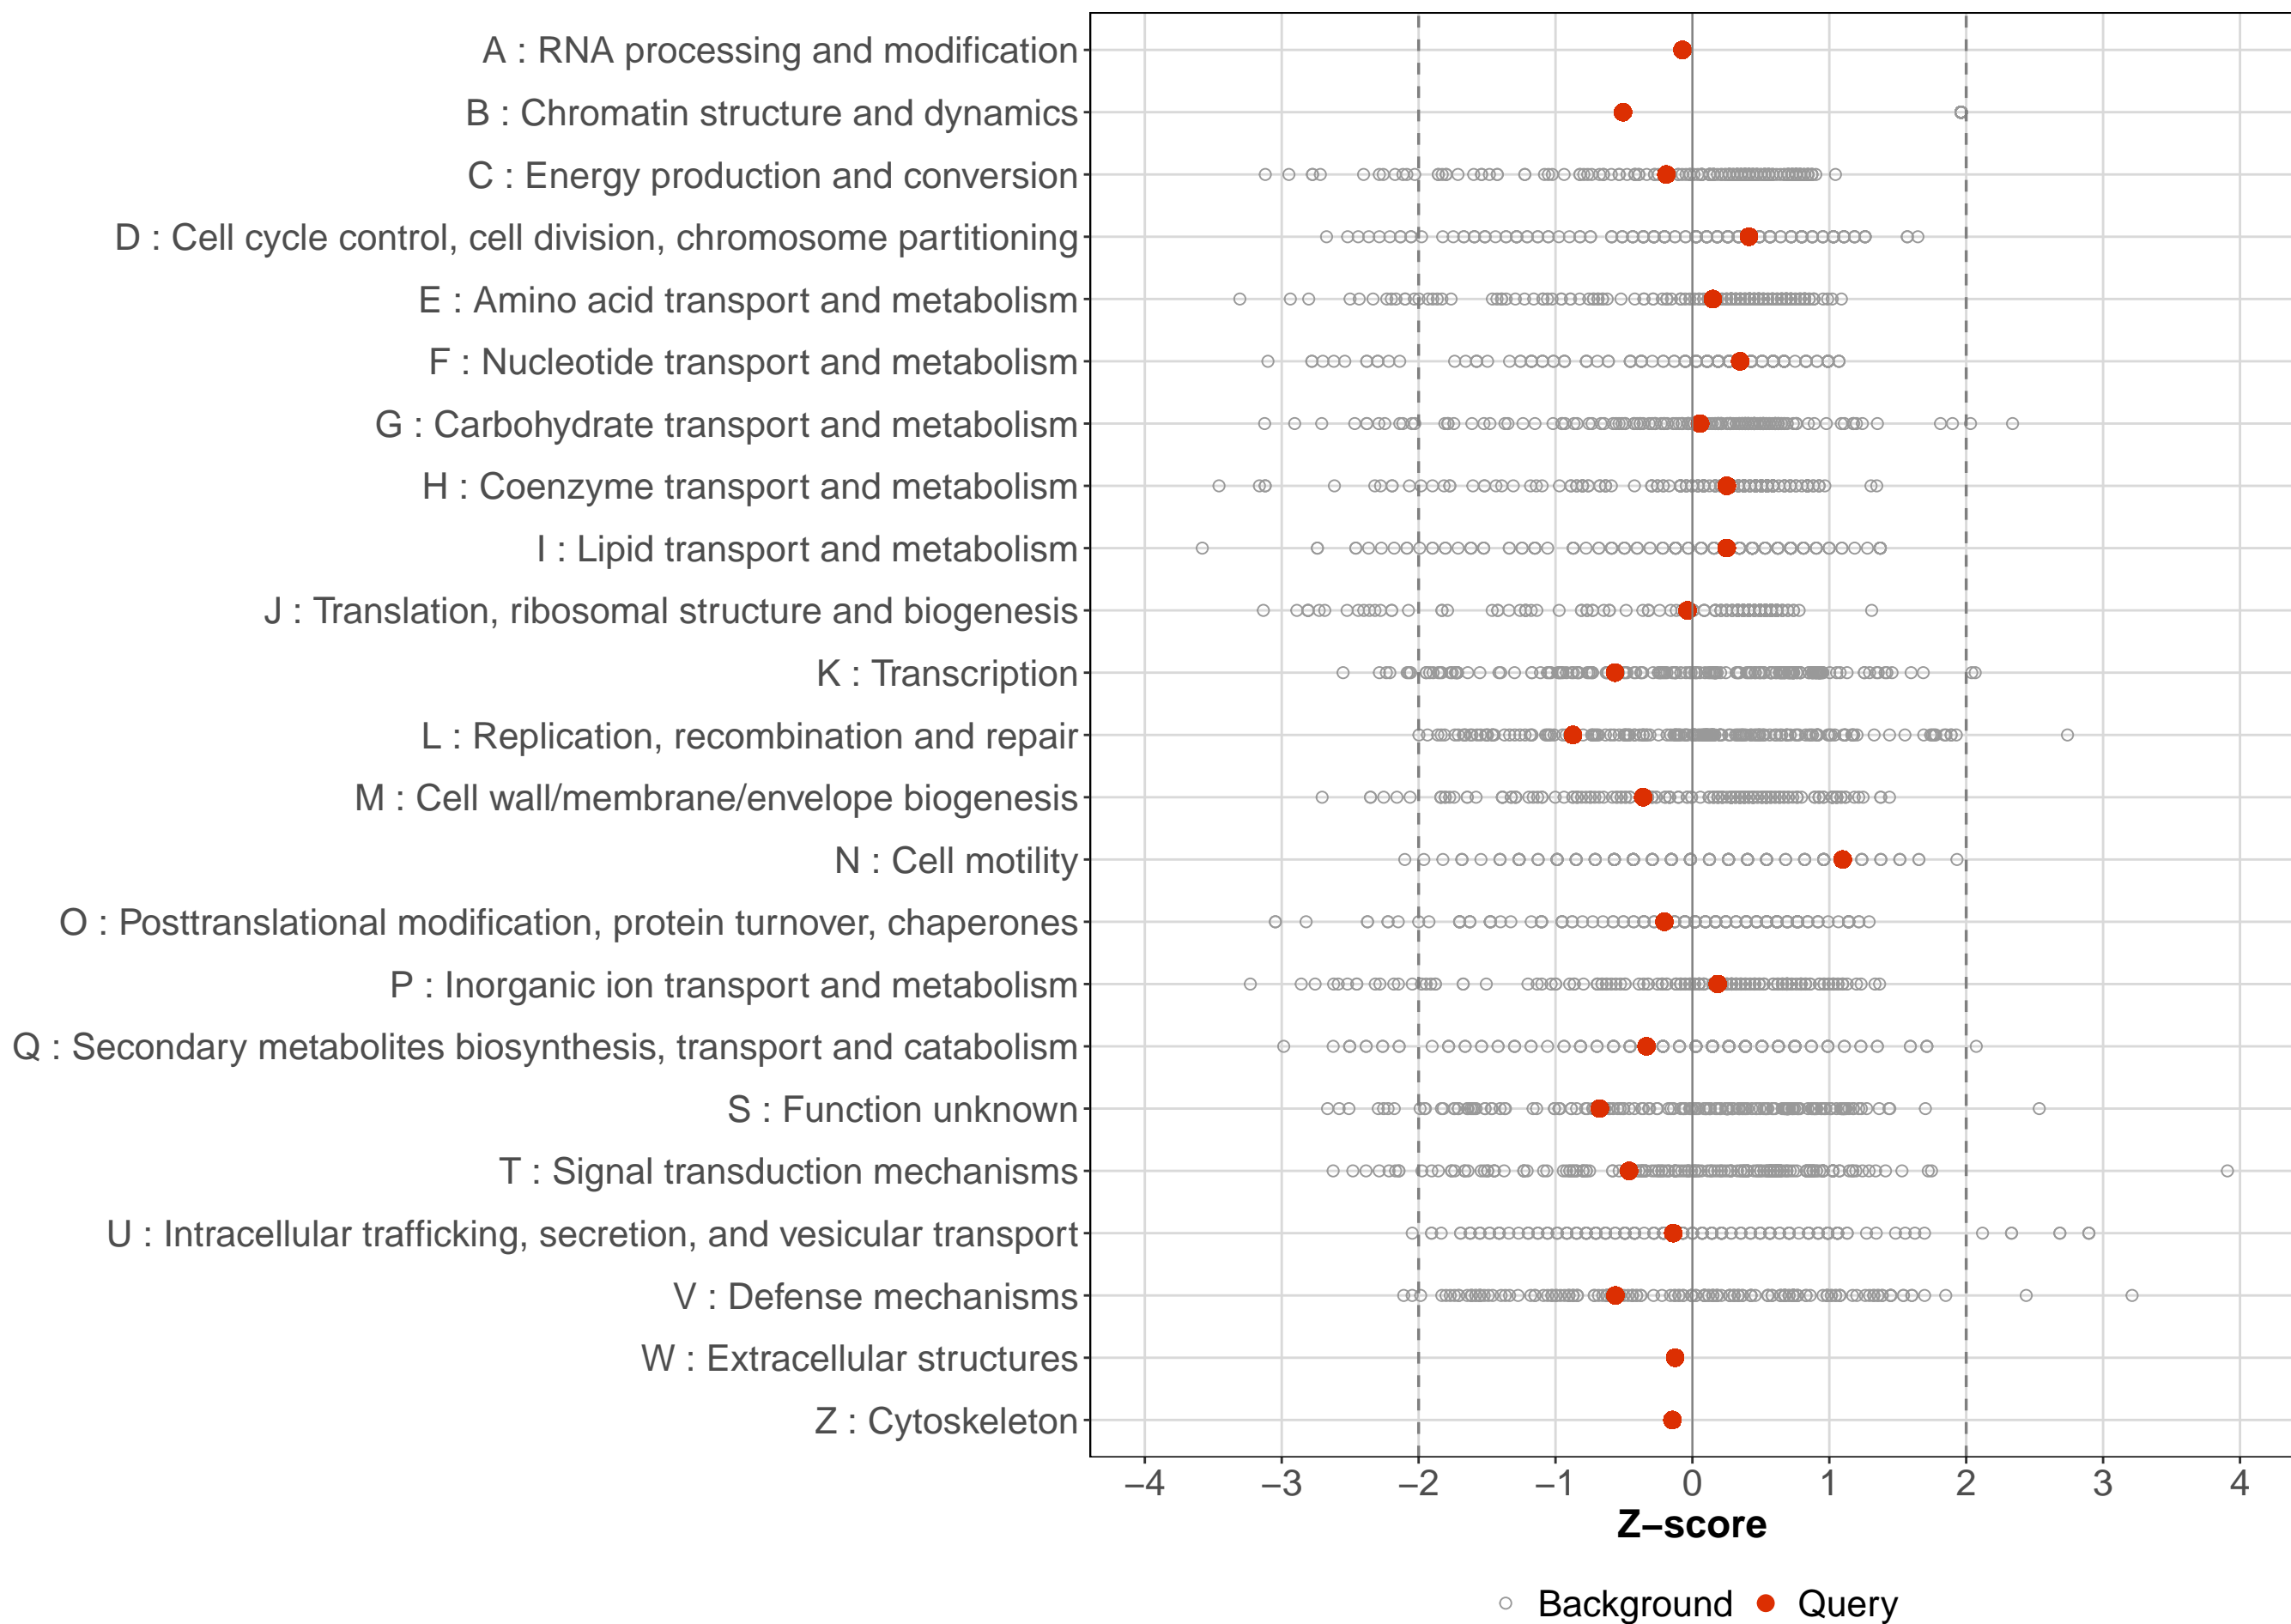 A : RNA processing and modification
B : Chromatin structure and dynamics
C : Energy production and conversion
D : Cell cycle control, cell division, chromosome partitioning
E : Amino acid transport and metabolism
F : Nucleotide transport and metabolism
G : Carbohydrate transport and metabolism
H : Coenzyme transport and metabolism
I : Lipid transport and metabolism
J : Translation, ribosomal structure and biogenesis
K : Transcription
L : Replication, recombination and repair
M : Cell wall/membrane/envelope biogenesis
N : Cell motility
O : Posttranslational modification, protein turnover, chaperones
P : Inorganic ion transport and metabolism
Q : Secondary metabolites biosynthesis, transport and catabolism
S : Function unknown
T : Signal transduction mechanisms
U : Intracellular trafficking, secretion, and vesicular transport
V : Defense mechanisms
W : Extracellular structures
Z : Cytoskeleton
−4 −3 −2 −1 0 1 2 3 4
Z−score
Background Query